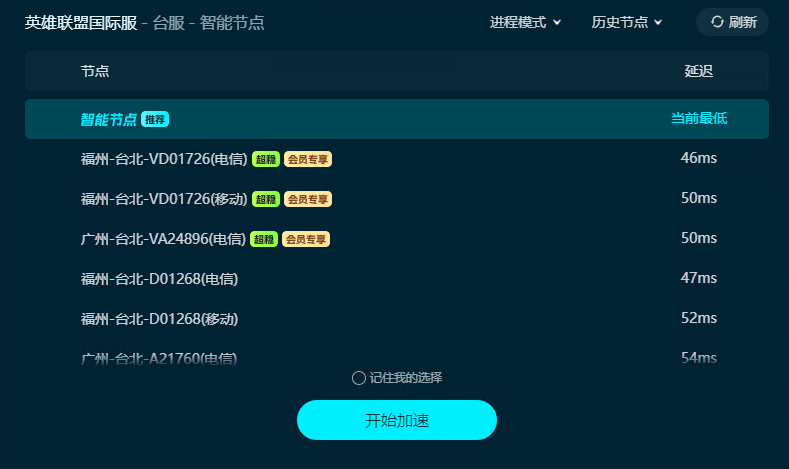 英雄联盟国际服 - 台服 - 智能节点 进程模式 历史节点 刷新
节点 延迟
智能节点 推荐 当前最低
福州-台北-VD01726(电信) 超稳 会员专享 46ms
福州-台北-VD01726(移动) 超稳 会员专享 50ms
广州-台北-VA24896(电信) 超稳 会员专享 50ms
福州-台北-D01268(电信) 47ms
福州-台北-D01268(移动) 52ms
广州-台北-A21760(电信) 54ms
记住我的选择
开始加速